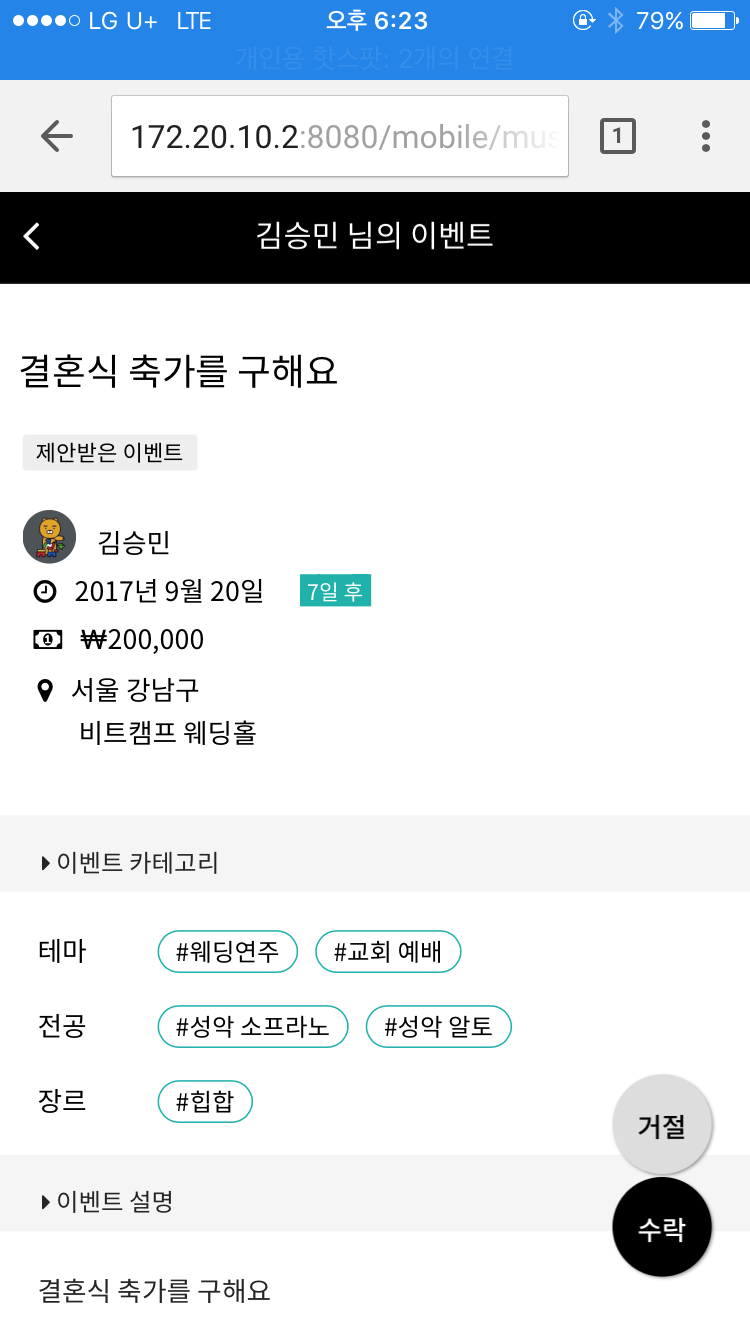 LG U+ LTE 오후 6:23 79%
개인용 핫스팟: 2개의 연결
172.20.10.2:8080/mobile/mus
1
김승민 님의 이벤트
결혼식 축가를 구해요
제안받은 이벤트
김승민
2017년 9월 20일 7일 후
₩200,000
서울 강남구
비트캠프 웨딩홀
이벤트 카테고리
테마 #웨딩연주 #교회 예배
전공 #성악 소프라노 #성악 알토
장르 #힙합
거절
이벤트 설명
수락
결혼식 축가를 구해요